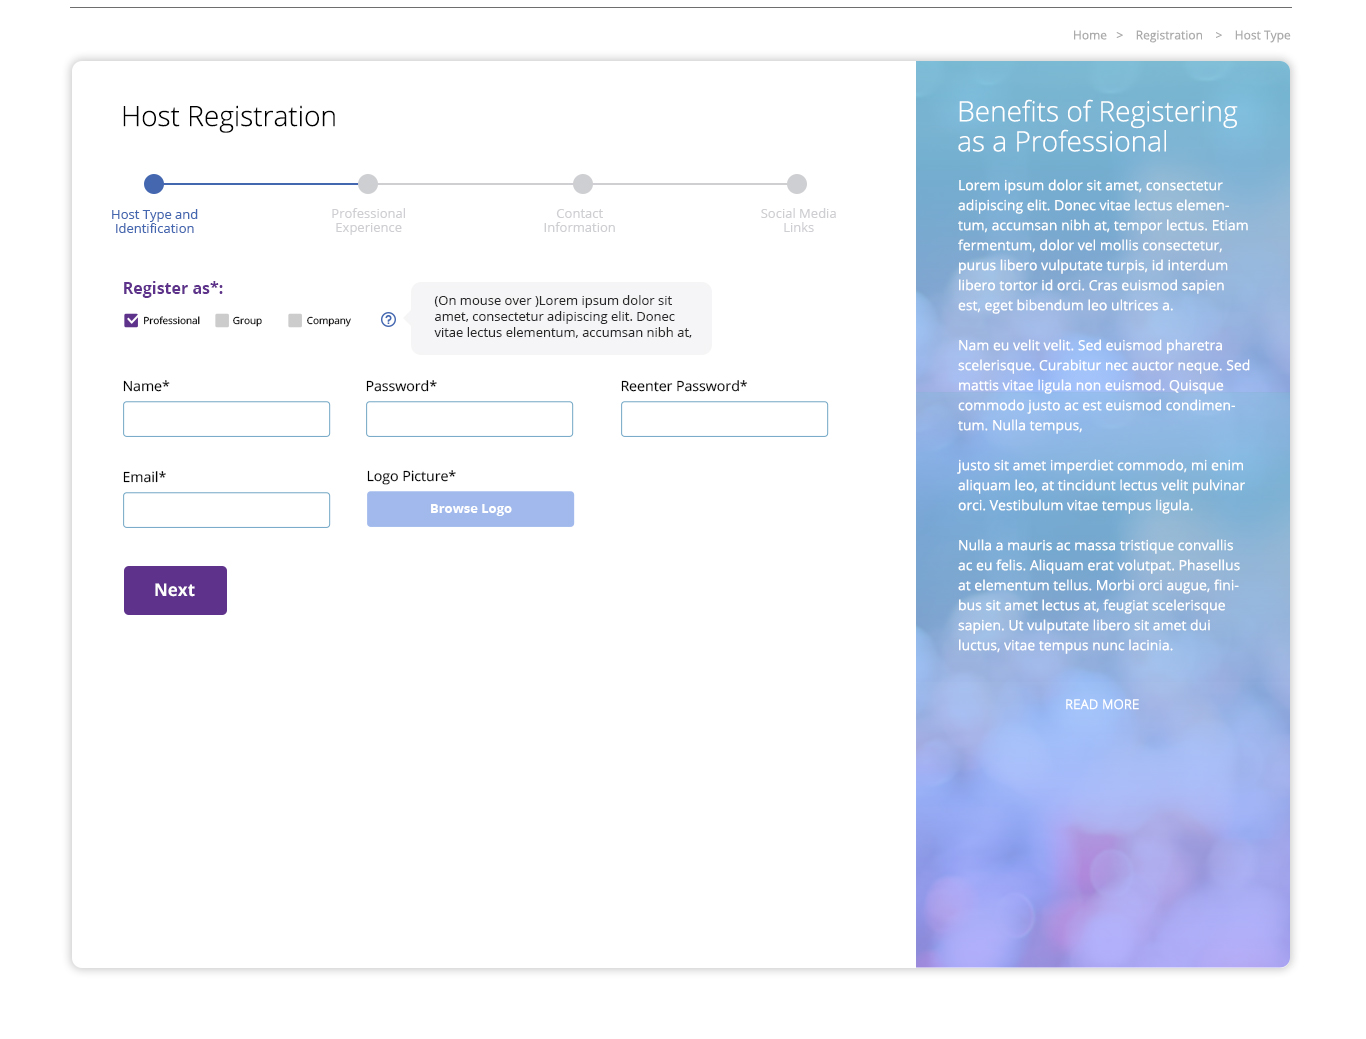 Home > Registration > Host Type
Host Registration
Host Type and
Identification
Professional
Experience
Contact
Information
Social Media
Links
Register as*:
Professional
Group
Company
?
(On mouse over )Lorem ipsum dolor sit
amet, consectetur adipiscing elit. Donec
vitae lectus elementum, accumsan nibh at,
Name*
Password*
Reenter Password*
Email*
Logo Picture*
Browse Logo
Next
Benefits of Registering
as a Professional
Lorem ipsum dolor sit amet, consectetur
adipiscing elit. Donec vitae lectus elemen-
tum, accumsan nibh at, tempor lectus. Etiam
fermentum, dolor vel mollis consectetur,
purus libero vulputate turpis, id interdum
libero tortor id orci. Cras euismod sapien
est, eget bibendum leo ultrices a.
Nam eu velit velit. Sed euismod pharetra
scelerisque. Curabitur nec auctor neque. Sed
mattis vitae ligula non euismod. Quisque
commodo justo ac est euismod condimen-
tum. Nulla tempus,
justo sit amet imperdiet commodo, mi enim
aliquam leo, at tincidunt lectus velit pulvinar
orci. Vestibulum vitae tempus ligula.
Nulla a mauris ac massa tristique convallis
ac eu felis. Aliquam erat volutpat. Phasellus
at elementum tellus. Morbi orci augue, fini-
bus sit amet lectus at, feugiat scelerisque
sapien. Ut vulputate libero sit amet dui
luctus, vitae tempus nunc lacinia.
READ MORE